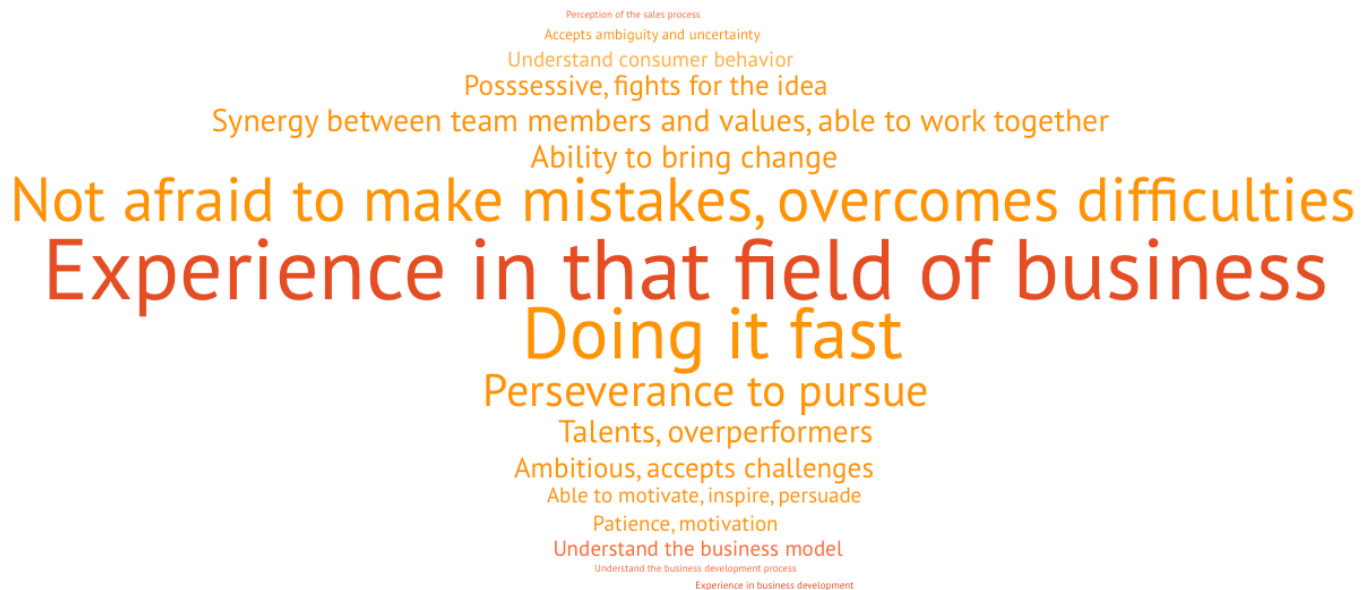 Perception of the sales process
Accepts ambiguity and uncertainty
Understand consumer behavior
Posssessive, fights for the idea
Synergy between team members and values, able to work together
Ability to bring change
Not afraid to make mistakes, overcomes difficulties
Experience in that field of business
Doing it fast
Perseverance to pursue
Talents, overperformers
Ambitious, accepts challenges
Able to motivate, inspire, persuade
Patience, motivation
Understand the business model
Understand the business development process
Experience in business development